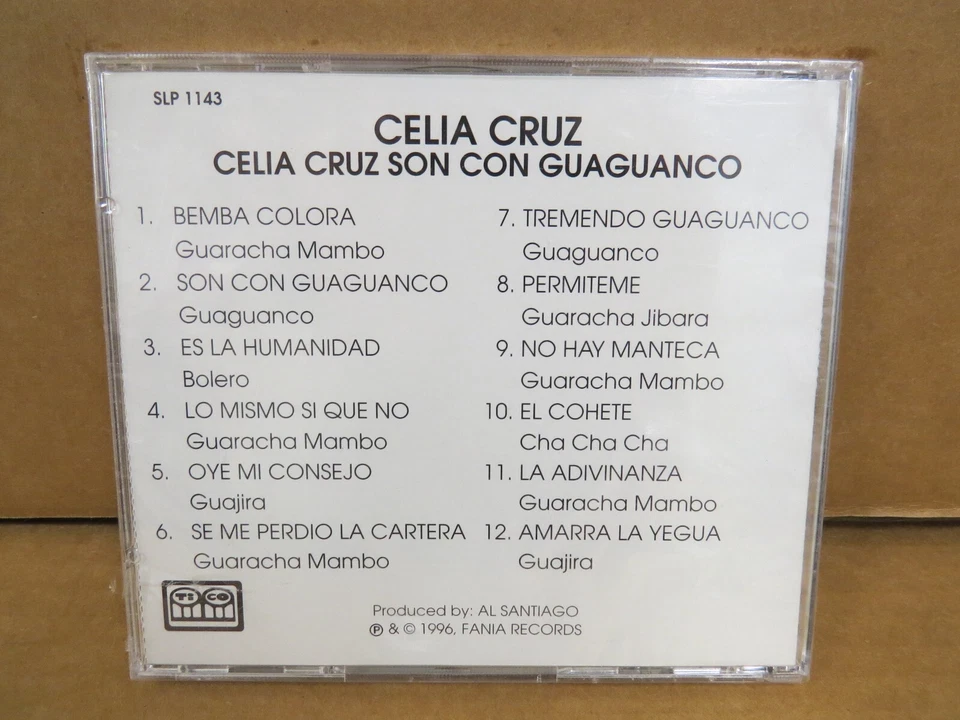 SLP 1143
CELIA CRUZ
CELIA CRUZ SON CON GUAGUANCO
1. BEMBA COLORA
Guaracha Mambo
2. SON CON GUAGUANCO
Guaguanco
3. ES LA HUMANIDAD
Bolero
4. LO MISMO SI QUE NO
Guaracha Mambo
5. OYE MI CONSEJO
Guajira
6. SE ME PERDIO LA CARTERA
Guaracha Mambo
7. TREMENDO GUAGUANCO
Guaguanco
8. PERMITEME
Guaracha Jibara
9. NO HAY MANTECA
Guaracha Mambo
10. EL COHETE
Cha Cha Cha
11. LA ADIVINANZA
Guaracha Mambo
12. AMARRA LA YEGUA
Guajira
TICO
Produced by: AL SANTIAGO
℗ & © 1996, FANIA RECORDS